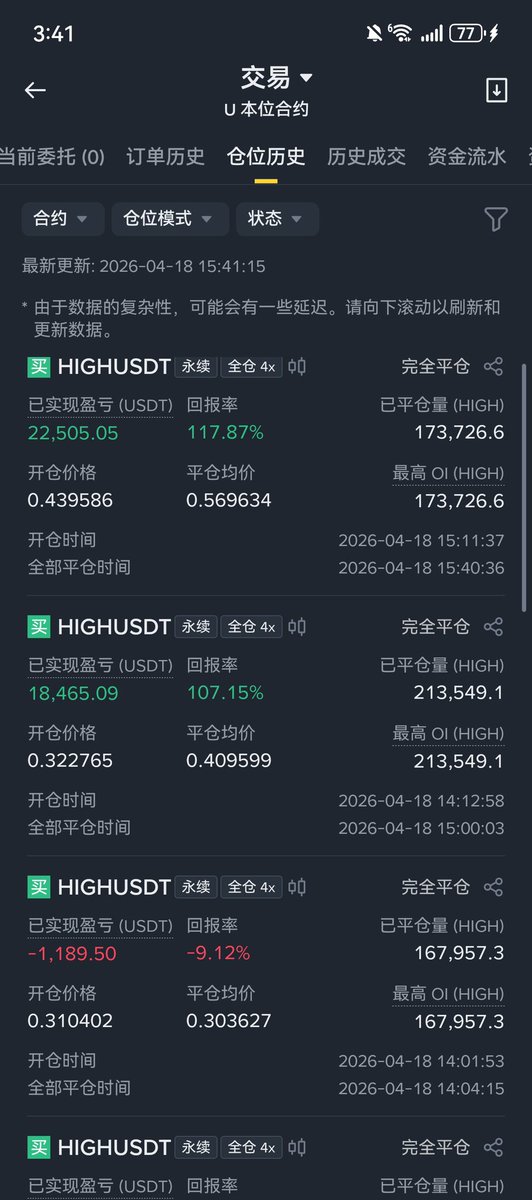 3:41
6
77
交易
U 本位合约
当前委托 (0) 订单历史 仓位历史 历史成交 资金流水
合约 仓位模式 状态
最新更新: 2026-04-18 15:41:15
* 由于数据的复杂性，可能会有一些延迟。请向下滚动以刷新和
更新数据。
买 HIGHUSDT 永续 全仓 4x 完全平仓
已实现盈亏 (USDT) 回报率 已平仓量 (HIGH)
22,505.05 117.87% 173,726.6
开仓价格 平仓均价 最高 OI (HIGH)
0.439586 0.569634 173,726.6
开仓时间 2026-04-18 15:11:37
全部平仓时间 2026-04-18 15:40:36
买 HIGHUSDT 永续 全仓 4x 完全平仓
已实现盈亏 (USDT) 回报率 已平仓量 (HIGH)
18,465.09 107.15% 213,549.1
开仓价格 平仓均价 最高 OI (HIGH)
0.322765 0.409599 213,549.1
开仓时间 2026-04-18 14:12:58
全部平仓时间 2026-04-18 15:00:03
买 HIGHUSDT 永续 全仓 4x 完全平仓
已实现盈亏 (USDT) 回报率 已平仓量 (HIGH)
-1,189.50 -9.12% 167,957.3
开仓价格 平仓均价 最高 OI (HIGH)
0.310402 0.303627 167,957.3
开仓时间 2026-04-18 14:01:53
全部平仓时间 2026-04-18 14:04:15
买 HIGHUSDT 永续 全仓 4x 完全平仓
已实现盈亏 (USDT) 回报率 已平仓量 (HIGH)